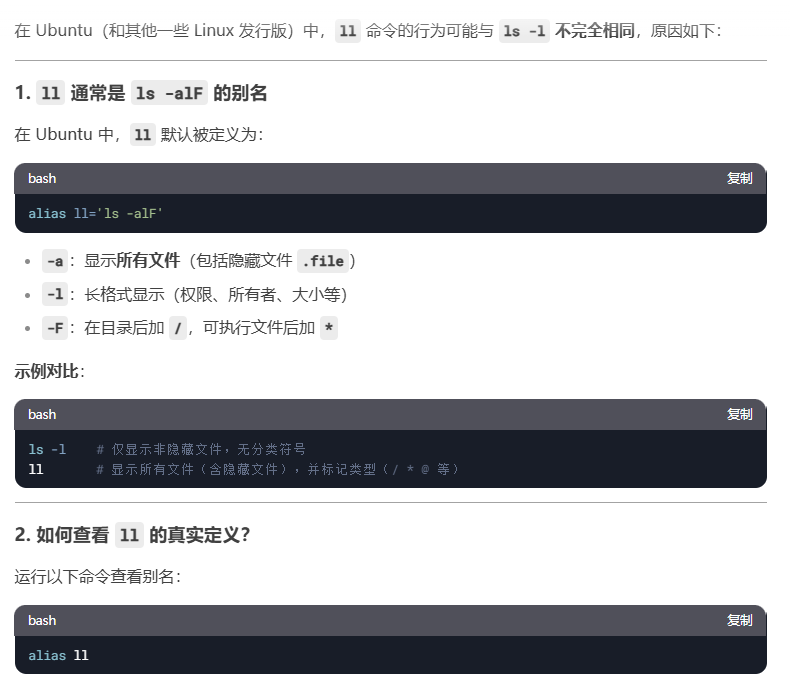 在 Ubuntu（和其他一些 Linux 发行版）中，ll 命令的行为可能与 ls -l 不完全相同，原因如下：
1. ll 通常是 ls -alF 的别名
在 Ubuntu 中，ll 默认被定义为：
bash 复制
alias ll='ls -alF'
-a：显示所有文件（包括隐藏文件 .file）
-l：长格式显示（权限、所有者、大小等）
-F：在目录后加 /，可执行文件后加 *
示例对比：
bash 复制
ls -l # 仅显示非隐藏文件，无分类符号
ll # 显示所有文件（含隐藏文件），并标记类型（/ * @ 等）
2. 如何查看 ll 的真实定义？
运行以下命令查看别名：
bash 复制
alias ll